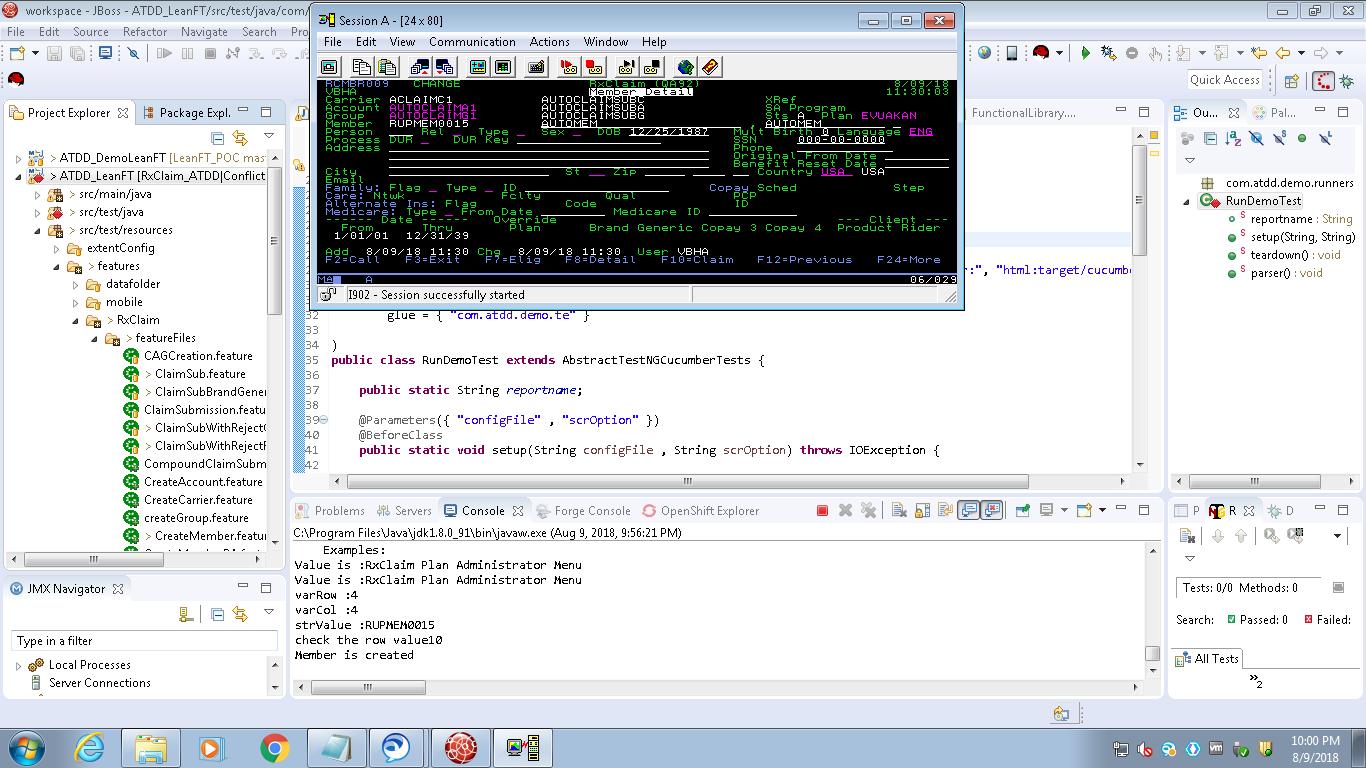 workspace - JBoss - ATDD_LeanFT/src/test/java/com/
File Edit Source Refactor Navigate Search
Quick Access
Session A - [24 x 80]
File Edit View Communication Actions Window Help
RCMBR009 CHANGE RxClaim (QA92) 8/09/18
VBHA Member Detail 11:30:03
Carrier ACLAIMC1 AUTOCLAIMSUBC XRef
Account AUTOCLAIMA1 AUTOCLAIMSUBA SA Program
Group AUTOCLAIMG1 AUTOCLAIMSUBG Sts A Plan EVUAKAN
Member RUPMEM0015 AUTOMEM AUTOMEM
Person Rel Type Sex DOB 12/25/1987 Mult Birth 0 Language ENG
Process DUR DUR Key SSN 000-00-0000
Address Phone
Original From Date
Benefit Reset Date
City St Zip Country USA USA
Email
Family: Flag Type ID Copay Sched Step
Care: Ntwk Fclty Qual PCP
Alternate Ins: Flag Code ID
Medicare: Type From Date Medicare ID
------ Date ------ Override --- Client ---
From Thru Plan Brand Generic Copay 3 Copay 4 Product Rider
1/01/01 12/31/39
Add 8/09/18 11:30 Chg 8/09/18 11:30 User VBHA
F2=Call F3=Exit F7=Elig F8=Detail F10=Claim F12=Previous F24=More
MA A 06/029
I902 - Session successfully started
Project Explorer Package Expl.
> ATDD_DemoLeanFT [LeanFT_POC mas
> ATDD_LeanFT [RxClaim_ATDD|Conflict
> src/main/java
> src/test/java
> src/test/resources
extentConfig
> features
datafolder
mobile
> RxClaim
> featureFiles
CAGCreation.feature
> ClaimSub.feature
> ClaimSubBrandGener
ClaimSubmission.featu
> ClaimSubWithReject
> ClaimSubWithRejectF
CompoundClaimSubm
CreateAccount.feature
CreateCarrier.feature
createGroup.feature
> CreateMember.feature
FunctionalLibrary....
r:", "html:target/cucumbe
32 glue = { "com.atdd.demo.te" }
33
34 )
35 public class RunDemoTest extends AbstractTestNGCucumberTests {
36
37 public static String reportname;
38
39 @Parameters({ "configFile" , "scrOption" })
40 @BeforeClass
41 public static void setup(String configFile , String scrOption) throws IOException {
42
Ou... Pal...
com.atdd.demo.runners
RunDemoTest
reportname : String
setup(String, String)
teardown() : void
parser() : void
Problems Servers Console Forge Console OpenShift Explorer
C:\Program Files\Java\jdk1.8.0_91\bin\javaw.exe (Aug 9, 2018, 9:56:21 PM)
Examples:
Value is :RxClaim Plan Administrator Menu
Value is :RxClaim Plan Administrator Menu
varRow :4
varCol :4
strValue :RUPMEM0015
check the row value10
Member is created
JMX Navigator
Type in a filter
Local Processes
Server Connections
P R D
Tests: 0/0 Methods: 0
Search: Passed: 0 Failed:
All Tests
»2
10:00 PM
8/9/2018